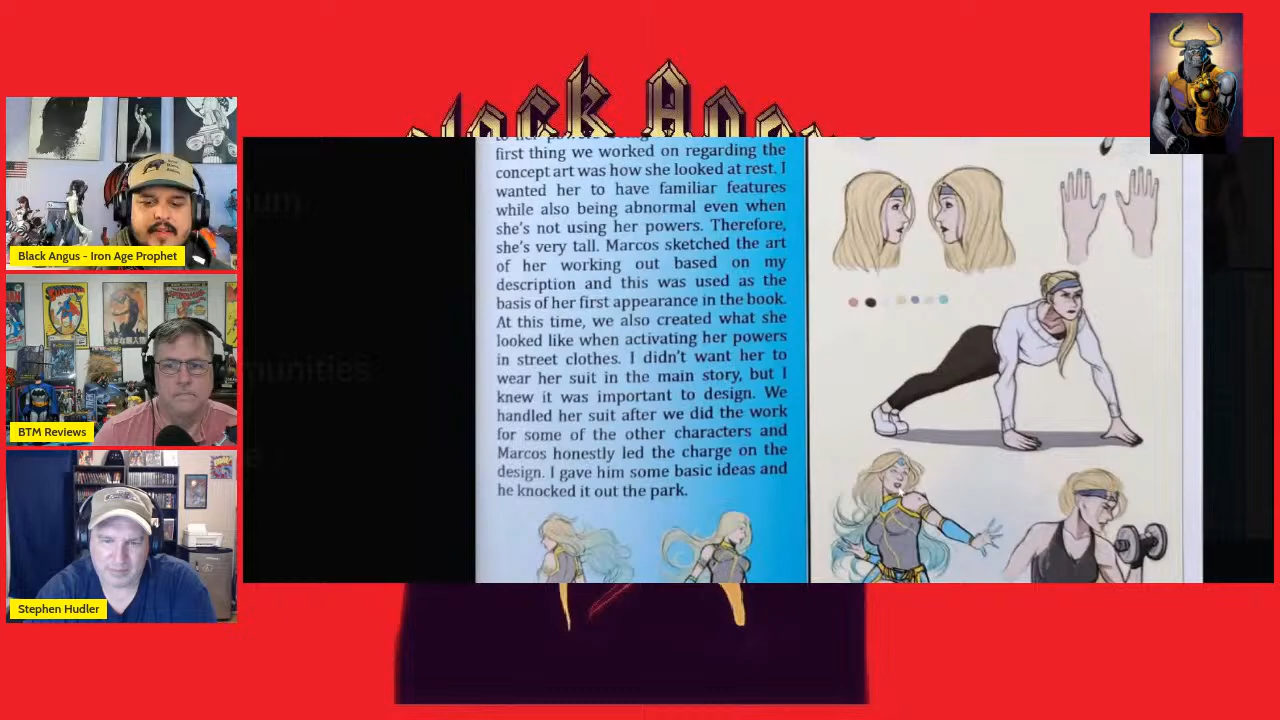 lack Ango
Black Angus - Iron Age Prophet
BTM Reviews
Stephen Hudler
num
munities
first thing we worked on regarding the
concept art was how she looked at rest. I
wanted her to have familiar features
while also being abnormal even when
she's not using her powers. Therefore,
she's very tall. Marcos sketched the art
of her working out based on my
description and this was used as the
basis of her first appearance in the book.
At this time, we also created what she
looked like when activating her powers
in street clothes. I didn't want her to
wear her suit in the main story, but I
knew it was important to design. We
handled her suit after we did the work
for some of the other characters and
Marcos honestly led the charge on the
design. I gave him some basic ideas and
he knocked it out the park.